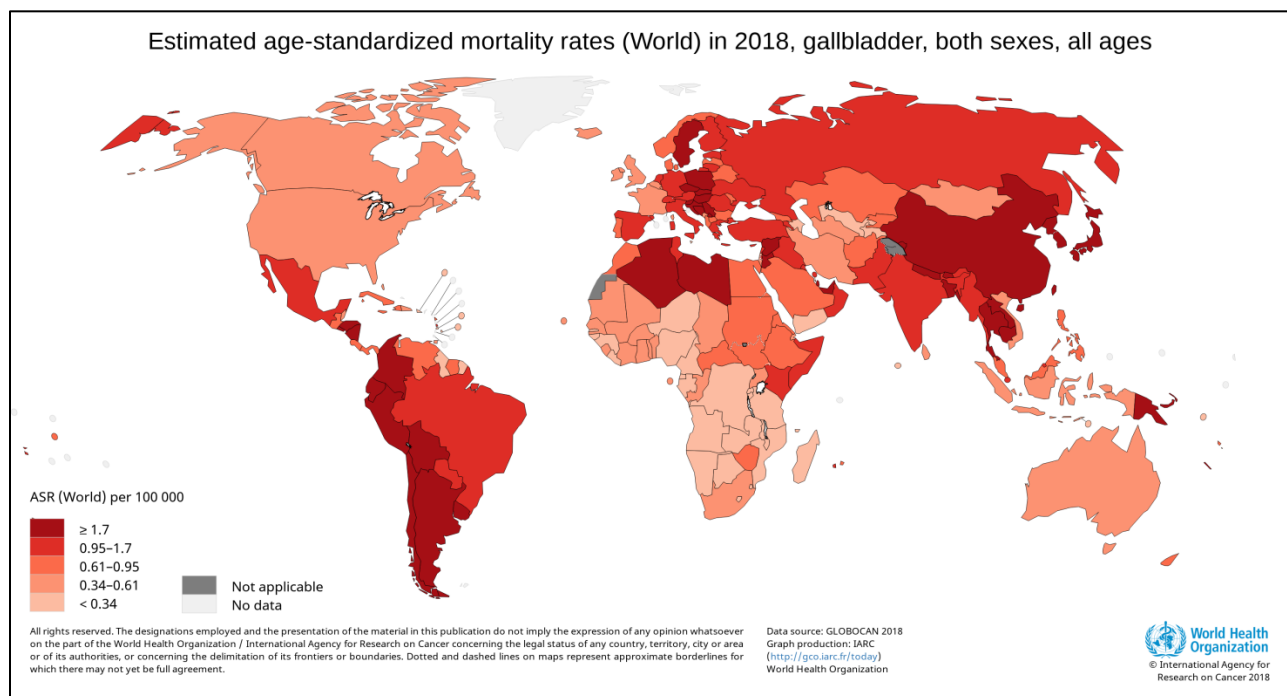 Estimated age-standardized mortality rates (World) in 2018, gallbladder, both sexes, all ages
ASR (World) per 100 000
≥ 1.7
0.95–1.7
0.61–0.95
0.34–0.61
< 0.34
Not applicable
No data
All rights reserved. The designations employed and the presentation of the material in this publication do not imply the expression of any opinion whatsoever
on the part of the World Health Organization / International Agency for Research on Cancer concerning the legal status of any country, territory, city or area
or of its authorities, or concerning the delimitation of its frontiers or boundaries. Dotted and dashed lines on maps represent approximate borderlines for
which there may not yet be full agreement.
Data source: GLOBOCAN 2018
Graph production: IARC
(http://gco.iarc.fr/today)
World Health Organization
World Health
Organization
© International Agency for
Research on Cancer 2018